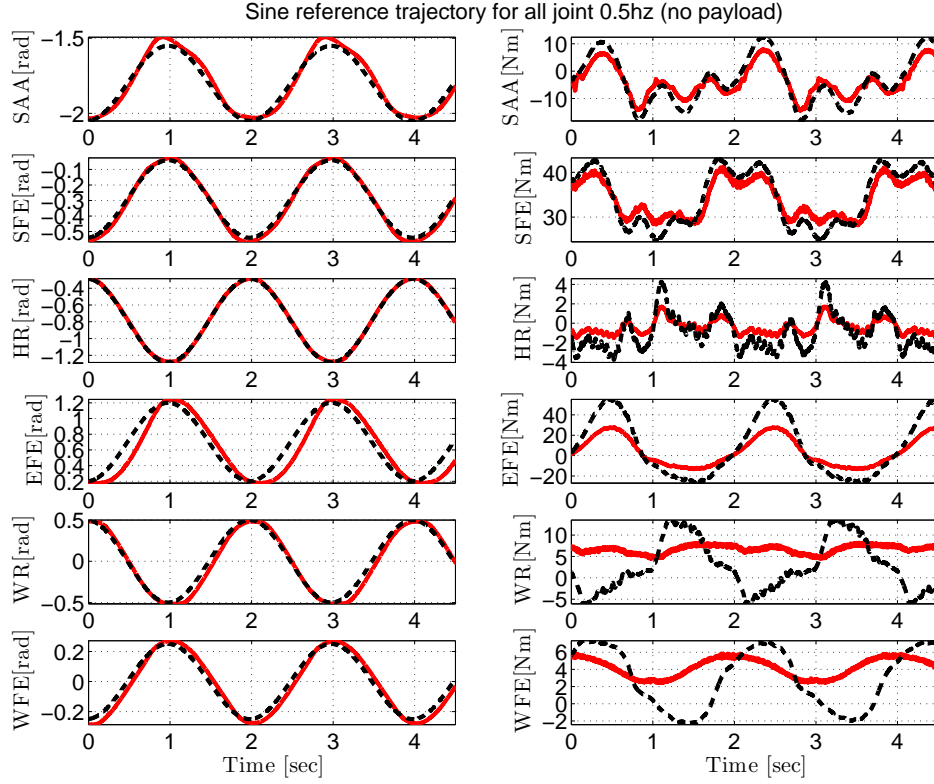 Sine reference trajectory for all joint 0.5hz (no payload)
SAA[rad]
−1.5
−2
0 1 2 3 4
SAA[Nm]
10
0
−10
0 1 2 3 4
SFE[rad]
−0.1
−0.2
−0.3
−0.4
−0.5
0 1 2 3 4
SFE[Nm]
40
30
0 1 2 3 4
HR[rad]
−0.4
−0.6
−0.8
−1
−1.2
0 1 2 3 4
HR[Nm]
4
2
0
−2
−4
0 1 2 3 4
EFE[rad]
1.2
1
0.8
0.6
0.4
0.2
0 1 2 3 4
EFE[Nm]
40
20
0
−20
0 1 2 3 4
WR[rad]
0.5
0
−0.5
0 1 2 3 4
WR[Nm]
10
5
0
−5
0 1 2 3 4
WFE[rad]
0.2
0
−0.2
0 1 2 3 4
Time [sec]
WFE[Nm]
6
4
2
0
−2
0 1 2 3 4
Time [sec]